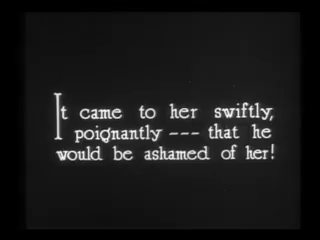 It came to her swiftly,
poignantly --- that he
would be ashamed of her!